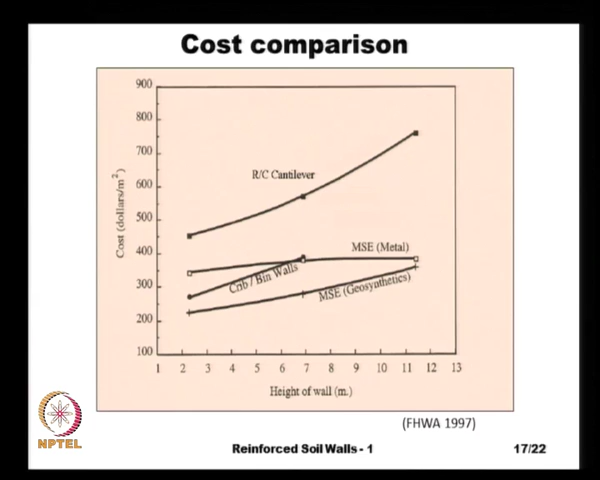 Cost comparison
900
800
700
600
500
400
300
200
100
Cost (dollars/m²)
R/C Cantilever
MSE (Metal)
Crib / Bin Walls
MSE (Geosynthetics)
1 2 3 4 5 6 7 8 9 10 11 12 13
Height of wall (m.)
(FHWA 1997)
NPTEL
Reinforced Soil Walls - 1
17/22